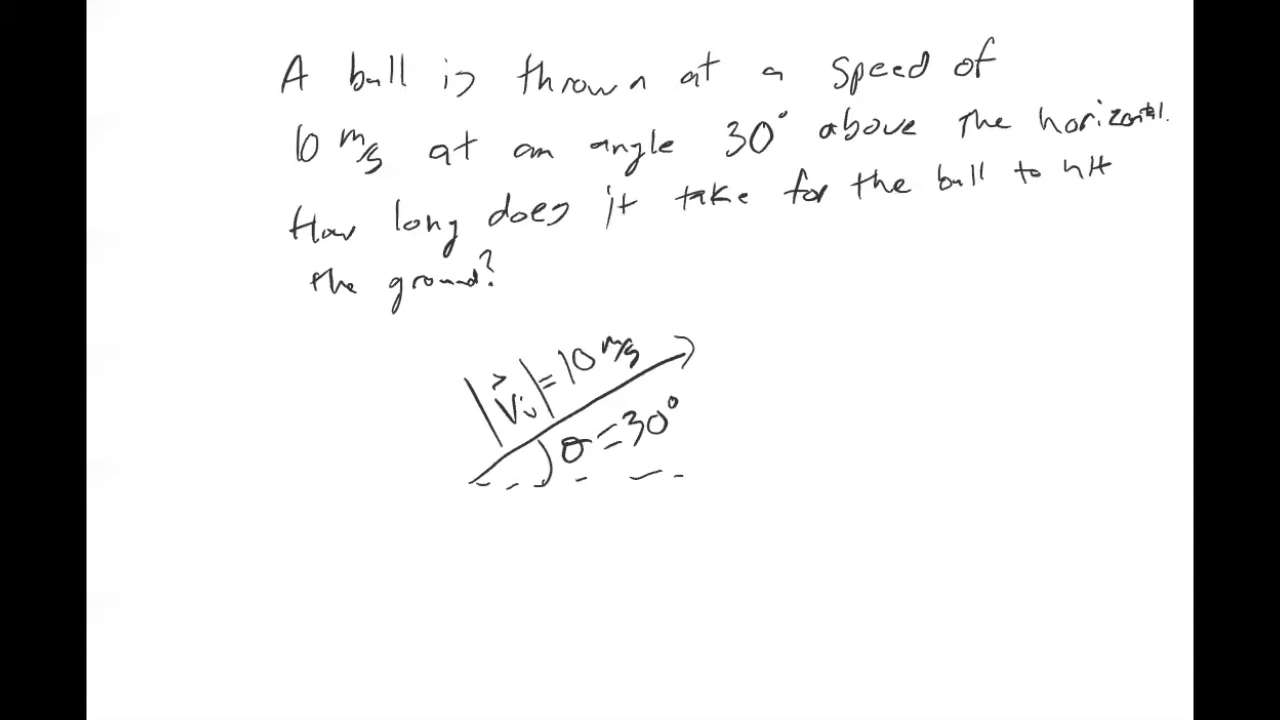 A ball is thrown at a speed of
10 m/s at an angle 30° above the horizontal.
How long does it take for the ball to hit
the ground?
|V⃗i| = 10 m/s
θ = 30°